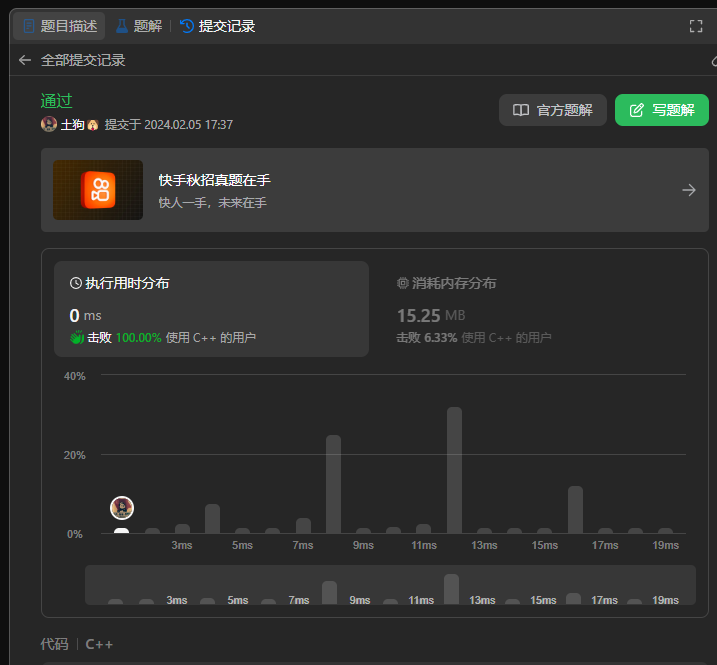 题目描述 题解 提交记录
全部提交记录
通过
土狗 提交于 2024.02.05 17:37
官方题解 写题解
快手秋招真题在手
快人一手，未来在手
执行用时分布
0 ms
击败 100.00% 使用 C++ 的用户
消耗内存分布
15.25 MB
击败 6.33% 使用 C++ 的用户
40%
20%
0%
3ms 5ms 7ms 9ms 11ms 13ms 15ms 17ms 19ms
3ms 5ms 7ms 9ms 11ms 13ms 15ms 17ms 19ms
代码 C++